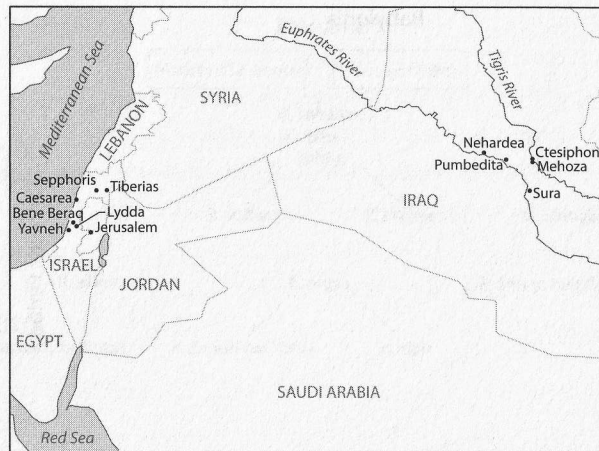 Mediterranean Sea
Euphrates River
Tigris River
LEBANON
SYRIA
Nehardea
Ctesiphon
Pumbedita
Mehoza
Sepphoris
Tiberias
Caesarea
IRAQ
Sura
Bene Beraq
Lydda
Yavneh
Jerusalem
ISRAEL
JORDAN
EGYPT
SAUDI ARABIA
Red Sea